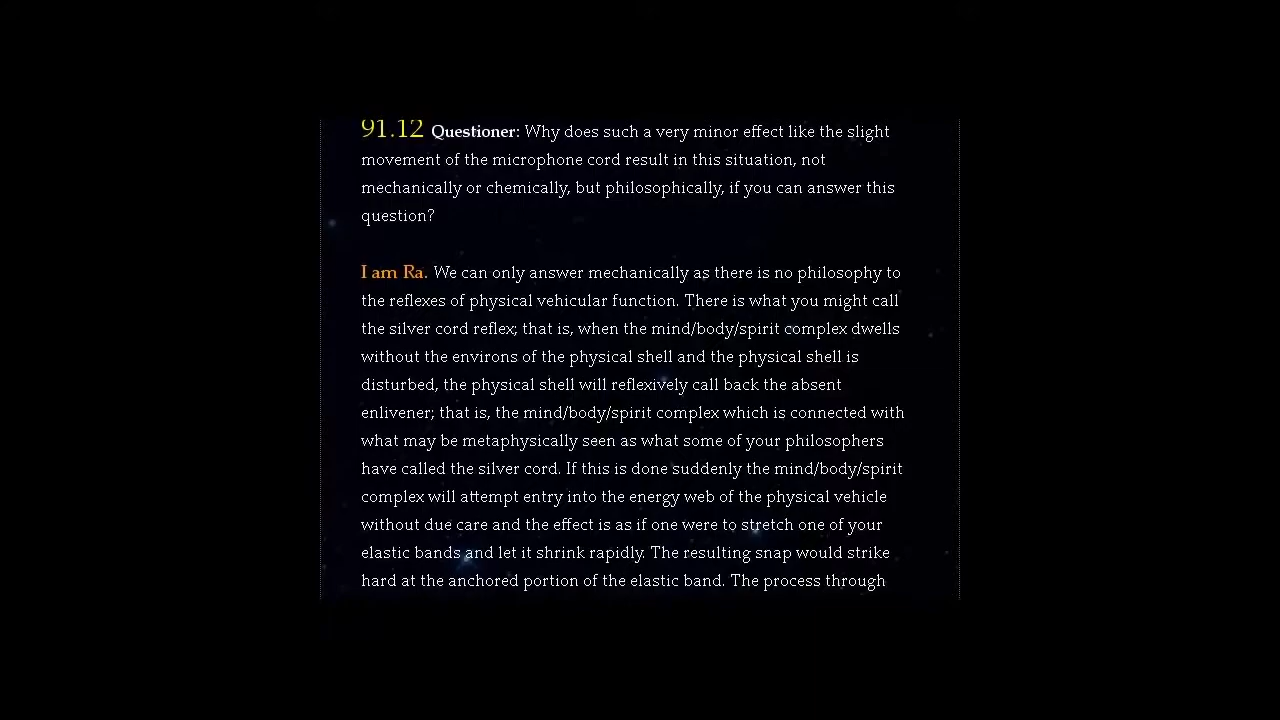 91.12 Questioner: Why does such a very minor effect like the slight
movement of the microphone cord result in this situation, not
mechanically or chemically, but philosophically, if you can answer this
question?
I am Ra. We can only answer mechanically as there is no philosophy to
the reflexes of physical vehicular function. There is what you might call
the silver cord reflex; that is, when the mind/body/spirit complex dwells
without the environs of the physical shell and the physical shell is
disturbed, the physical shell will reflexively call back the absent
enlivener; that is, the mind/body/spirit complex which is connected with
what may be metaphysically seen as what some of your philosophers
have called the silver cord. If this is done suddenly the mind/body/spirit
complex will attempt entry into the energy web of the physical vehicle
without due care and the effect is as if one were to stretch one of your
elastic bands and let it shrink rapidly. The resulting snap would strike
hard at the anchored portion of the elastic band. The process through